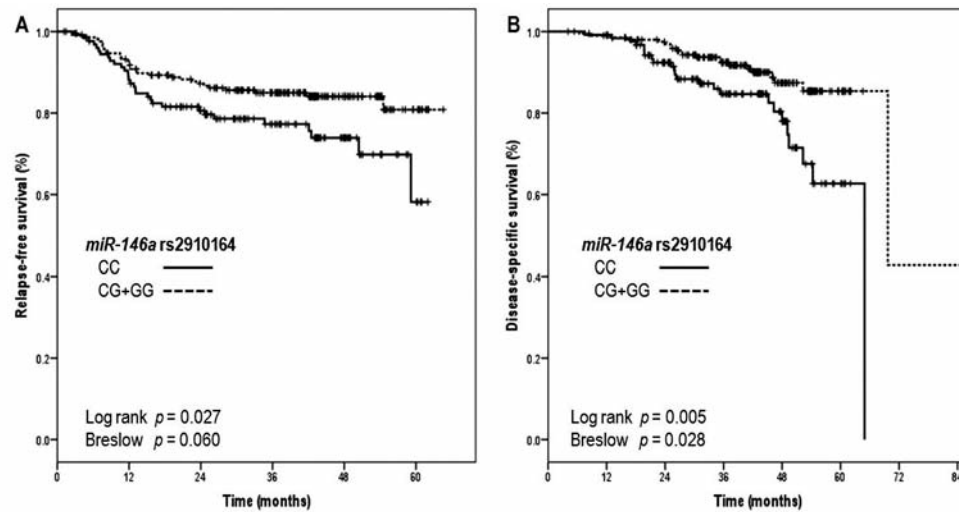 A
Relapse-free survival (%)
1.0
0.8
0.6
0.4
0.2
0.0
miR-146a rs2910164
CC
CG+GG
Log rank p = 0.027
Breslow p = 0.060
0 12 24 36 48 60
Time (months)
B
Disease-specific survival (%)
1.0
0.8
0.6
0.4
0.2
0.0
miR-146a rs2910164
CC
CG+GG
Log rank p = 0.005
Breslow p = 0.028
0 12 24 36 48 60 72 84
Time (months)